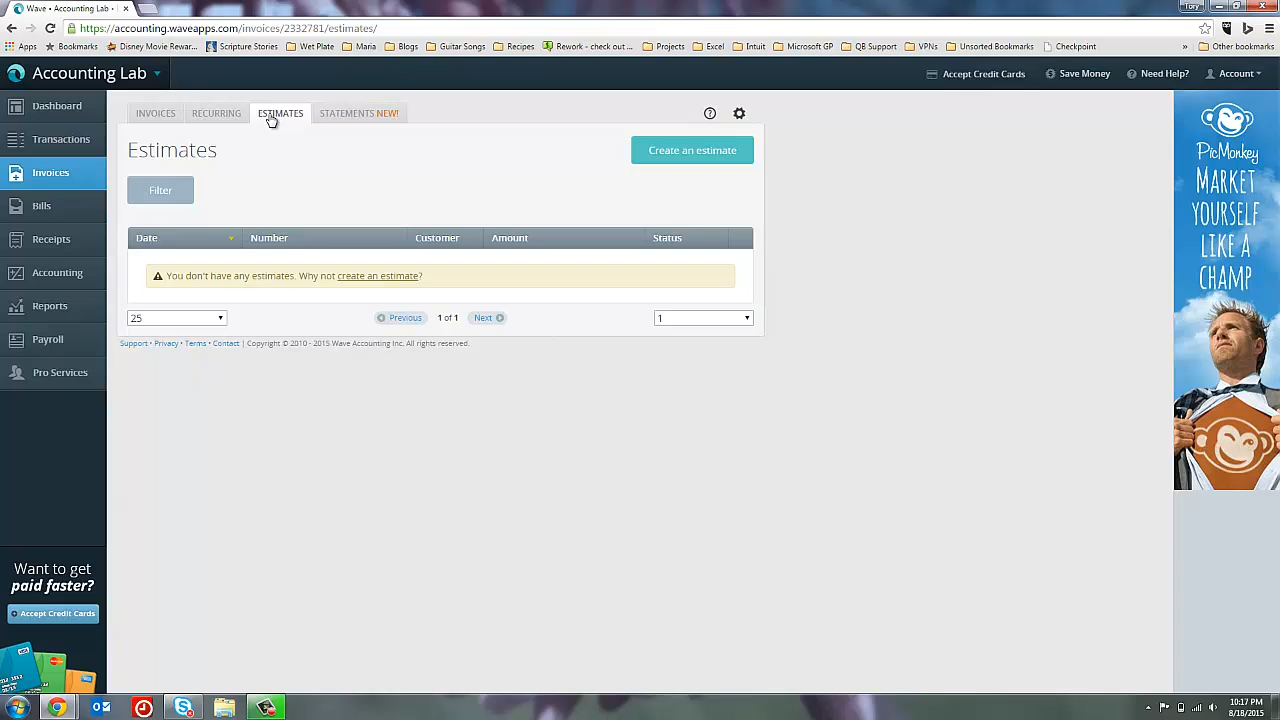 Wave • Accounting Lab •
Tory
https://accounting.waveapps.com/invoices/2332781/estimates/
Apps
Bookmarks
Disney Movie Rewar...
Scripture Stories
Wet Plate
Maria
Blogs
Guitar Songs
Recipes
Rework - check out ...
Projects
Excel
Intuit
Microsoft GP
QB Support
VPNs
Unsorted Bookmarks
Checkpoint
»
Other bookmarks
Accounting Lab
Accept Credit Cards
Save Money
Need Help?
Account
Dashboard
Transactions
Invoices
Bills
Receipts
Accounting
Reports
Payroll
Pro Services
INVOICES
RECURRING
ESTIMATES
STATEMENTS NEW!
Estimates
Create an estimate
Filter
Date
Number
Customer
Amount
Status
You don't have any estimates. Why not create an estimate?
25
Previous
1 of 1
Next
1
Support • Privacy • Terms • Contact | Copyright © 2010 - 2015 Wave Accounting Inc. All rights reserved.
PicMonkey
MARKET
YOURSELF
LIKE A
CHAMP
Want to get
paid faster?
Accept Credit Cards
10:17 PM
8/18/2015